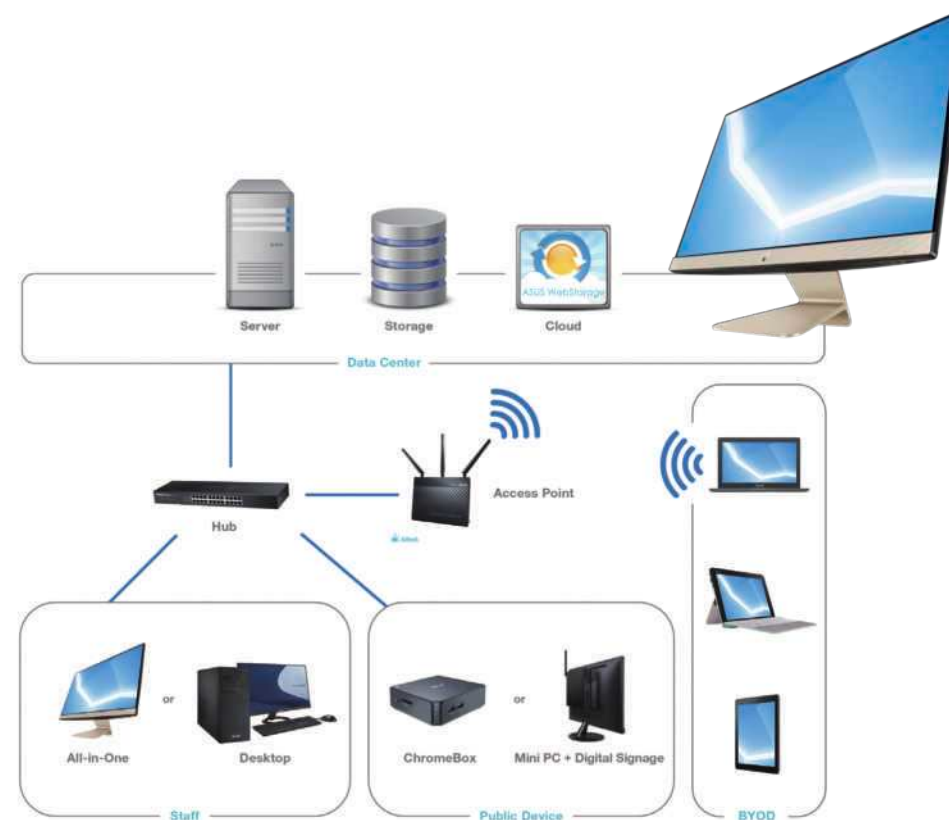 ASUS WebStorage
Server
Storage
Cloud
Data Center
Access Point
Hub
All-in-One
or
Desktop
ChromeBox
or
Mini PC + Digital Signage
Staff
Public Device
BYOD